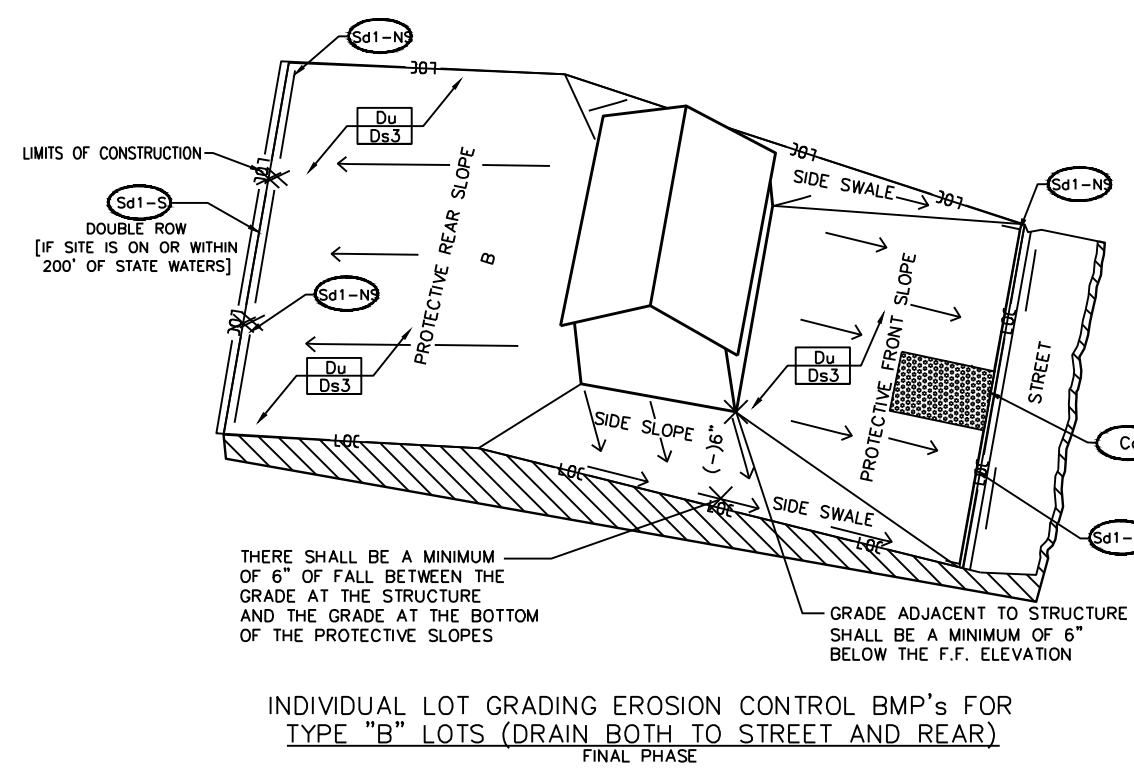 Sd1-NS
LOC
Du
Ds3
LIMITS OF CONSTRUCTION
LOC
Sd1-S
DOUBLE ROW
[IF SITE IS ON OR WITHIN
200' OF STATE WATERS]
PROTECTIVE REAR SLOPE
B
Sd1-NS
LOC
Du
Ds3
LOC
LOC
SIDE SWALE
LOC
Sd1-NS
PROTECTIVE FRONT SLOPE
LOC
STREET
Du
Ds3
SIDE SLOPE
(-)6"
LOC
LOC
SIDE SWALE
LOC
LOC
Sd1-
THERE SHALL BE A MINIMUM
OF 6" OF FALL BETWEEN THE
GRADE AT THE STRUCTURE
AND THE GRADE AT THE BOTTOM
OF THE PROTECTIVE SLOPES
GRADE ADJACENT TO STRUCTURE
SHALL BE A MINIMUM OF 6"
BELOW THE F.F. ELEVATION
INDIVIDUAL LOT GRADING EROSION CONTROL BMP's FOR
TYPE "B" LOTS (DRAIN BOTH TO STREET AND REAR)
FINAL PHASE